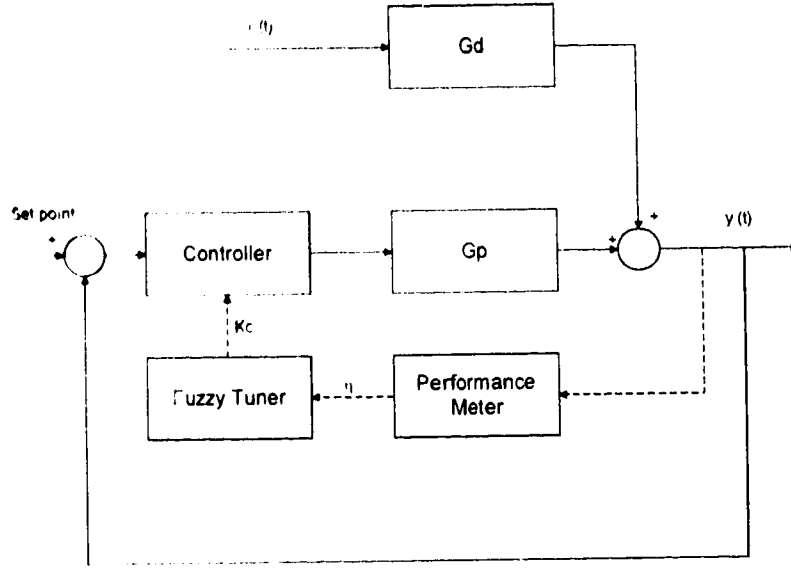 (t)
Gd
Set point
+
+
y (t)
+
Controller
Gp
Kc
Fuzzy Tuner
η
Performance
Meter